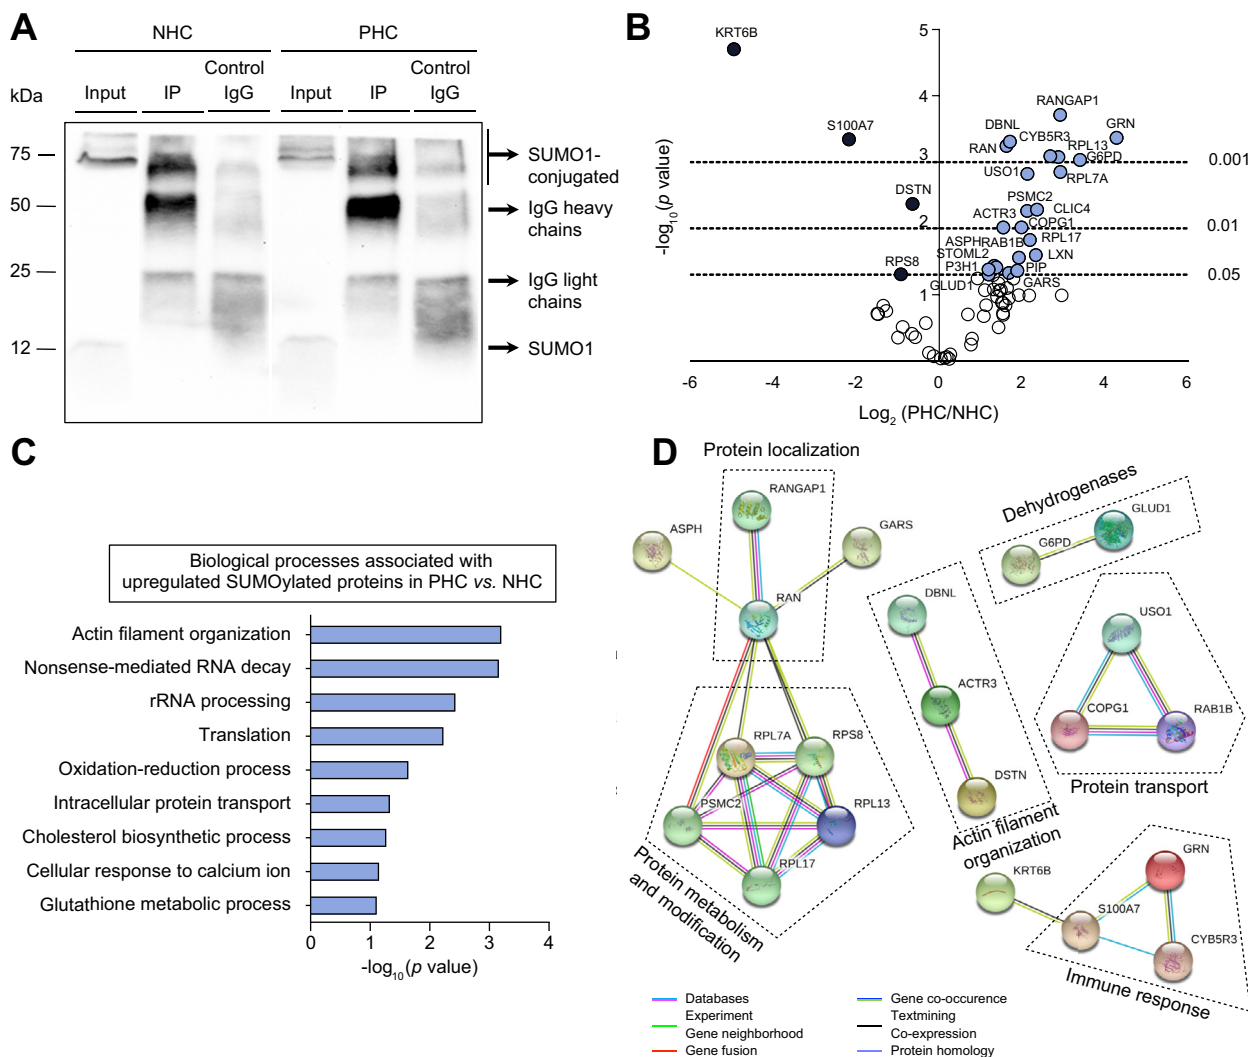 A
NHC
PHC
kDa
Input
IP
Control
IgG
Input
IP
Control
IgG
75
50
25
12
SUMO1-
conjugated
IgG heavy
chains
IgG light
chains
SUMO1
B
-log10(p value)
5
4
3
2
1
0.001
0.01
0.05
KRT6B
S100A7
DSTN
RPS8
RANGAP1
DBNL
GRN
CYB5R3
RAN
RPL13
G6PD
USO1
RPL7A
PSMC2
CLIC4
ACTR3
COPG1
ASPH
RAB1B
RPL17
STOML2
LXN
P3H1
PIP
GLUD1
GARS
-6
-4
-2
0
2
4
6
Log2 (PHC/NHC)
C
Biological processes associated with
upregulated SUMOylated proteins in PHC vs. NHC
Actin filament organization
Nonsense-mediated RNA decay
rRNA processing
Translation
Oxidation-reduction process
Intracellular protein transport
Cholesterol biosynthetic process
Cellular response to calcium ion
Glutathione metabolic process
0
1
2
3
4
-log10(p value)
D
Protein localization
RANGAP1
ASPH
GARS
RAN
RPL7A
RPS8
PSMC2
RPL13
RPL17
Protein metabolism
and modification
Dehydrogenases
GLUD1
G6PD
DBNL
ACTR3
DSTN
Actin filament
organization
USO1
COPG1
RAB1B
Protein transport
KRT6B
GRN
S100A7
CYB5R3
Immune response
Databases
Experiment
Gene neighborhood
Gene fusion
Gene co-occurence
Textmining
Co-expression
Protein homology